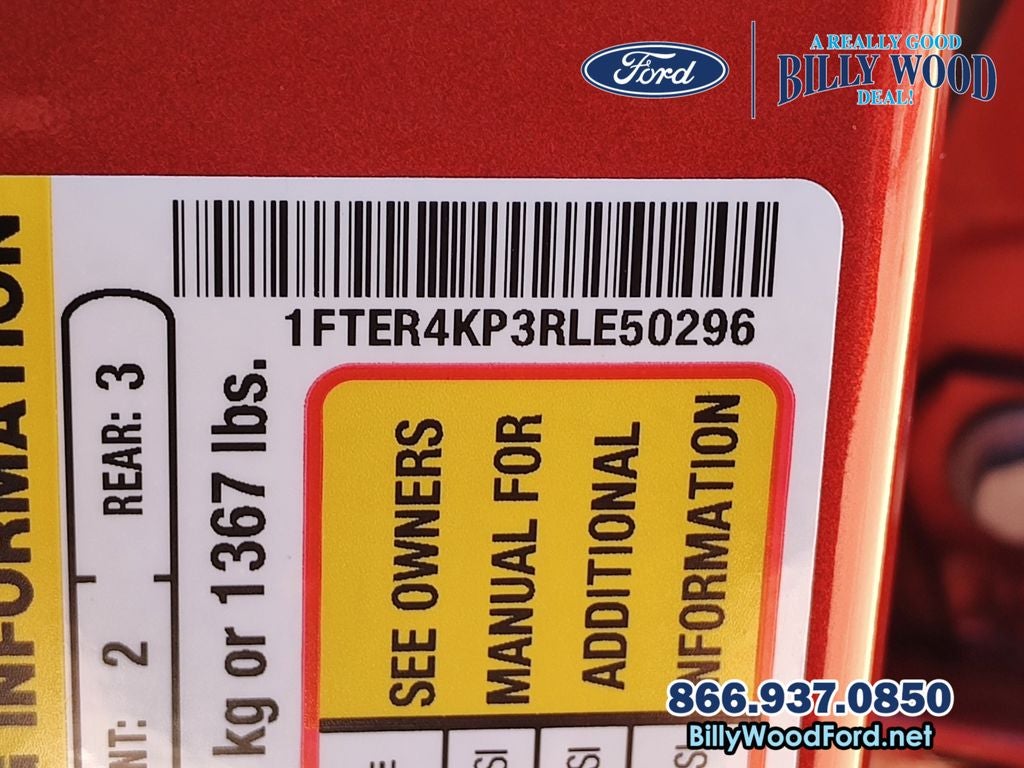 Ford
A REALLY GOOD
BILLY WOOD
DEAL!
1FTER4KP3RLE50296
INFORMATION
REAR: 3
2
kg or 1367 lbs.
SEE OWNERS
MANUAL FOR
ADDITIONAL
INFORMATION
866.937.0850
BillyWoodFord.net